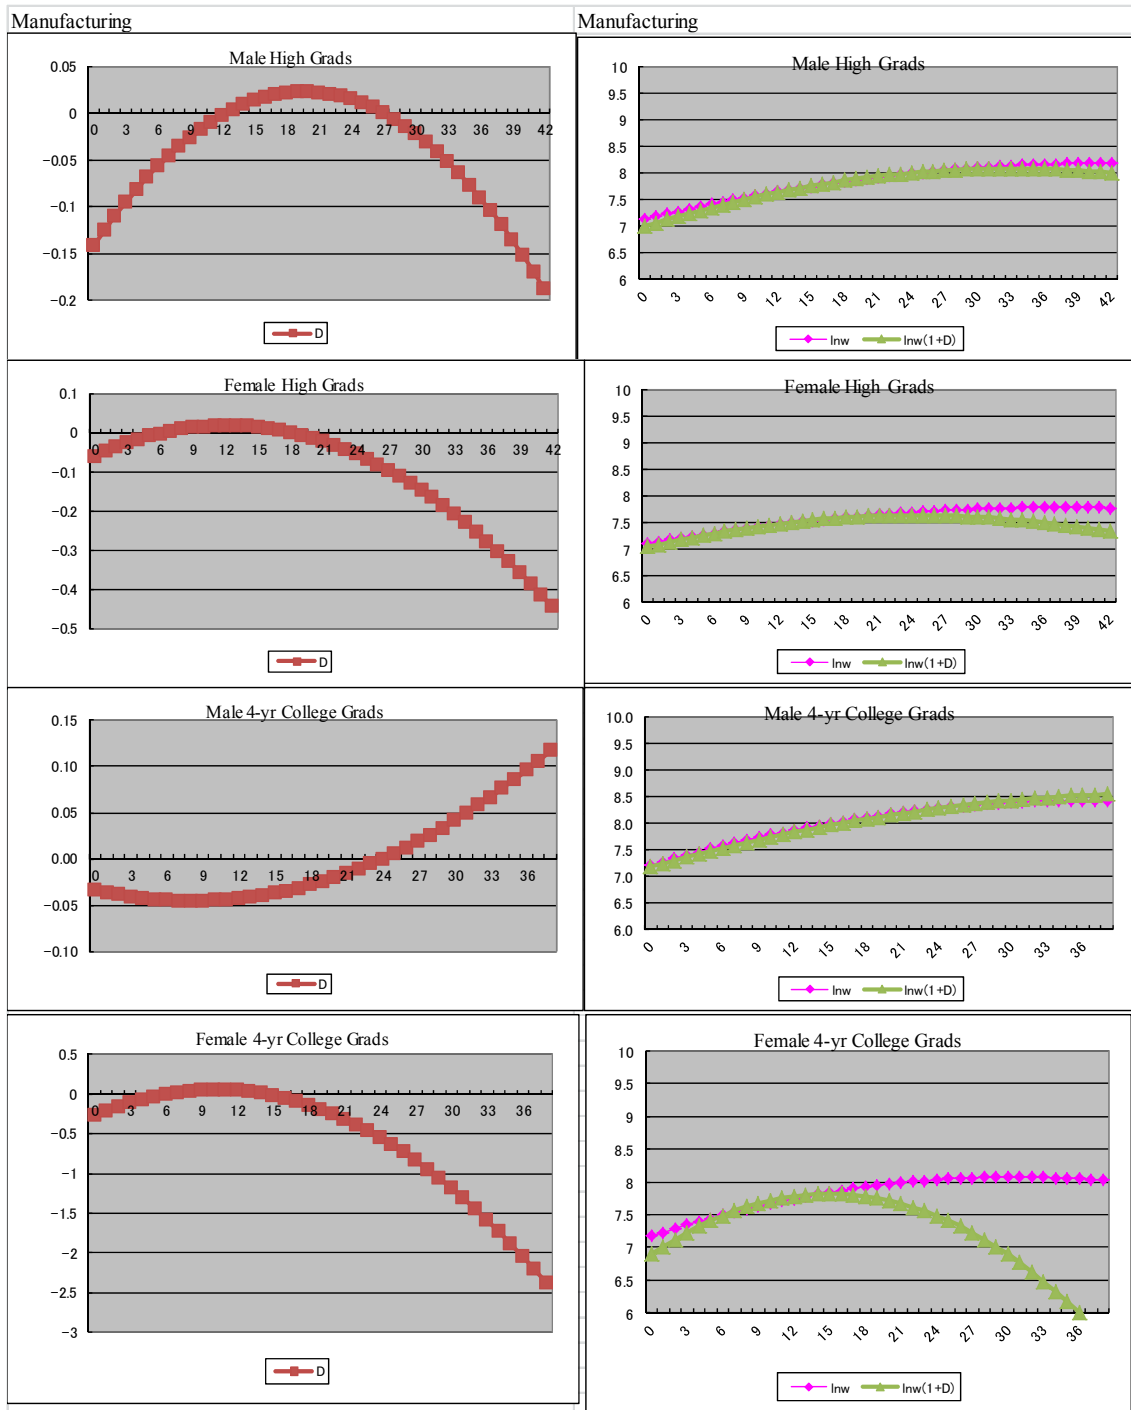 Manufacturing
Manufacturing
Male High Grads
0.05
0
-0.05
-0.1
-0.15
-0.2
0 3 6 9 12 15 18 21 24 27 30 33 36 39 42
D
Male High Grads
10
9.5
9
8.5
8
7.5
7
6.5
6
0 3 6 9 12 15 18 21 24 27 30 33 36 39 42
lnw lnw(1+D)
Female High Grads
0.1
0
-0.1
-0.2
-0.3
-0.4
-0.5
0 3 6 9 12 15 18 21 24 27 30 33 36 39 42
D
Female High Grads
10
9.5
9
8.5
8
7.5
7
6.5
6
0 3 6 9 12 15 18 21 24 27 30 33 36 39 42
lnw lnw(1+D)
Male 4-yr College Grads
0.15
0.10
0.05
0.00
-0.05
-0.10
0 3 6 9 12 15 18 21 24 27 30 33 36
D
Male 4-yr College Grads
10.0
9.5
9.0
8.5
8.0
7.5
7.0
6.5
6.0
0 3 6 9 12 15 18 21 24 27 30 33 36
lnw lnw(1+D)
Female 4-yr College Grads
0.5
0
-0.5
-1
-1.5
-2
-2.5
-3
0 3 6 9 12 15 18 21 24 27 30 33 36
D
Female 4-yr College Grads
10
9.5
9
8.5
8
7.5
7
6.5
6
0 3 6 9 12 15 18 21 24 27 30 33 36
lnw lnw(1+D)